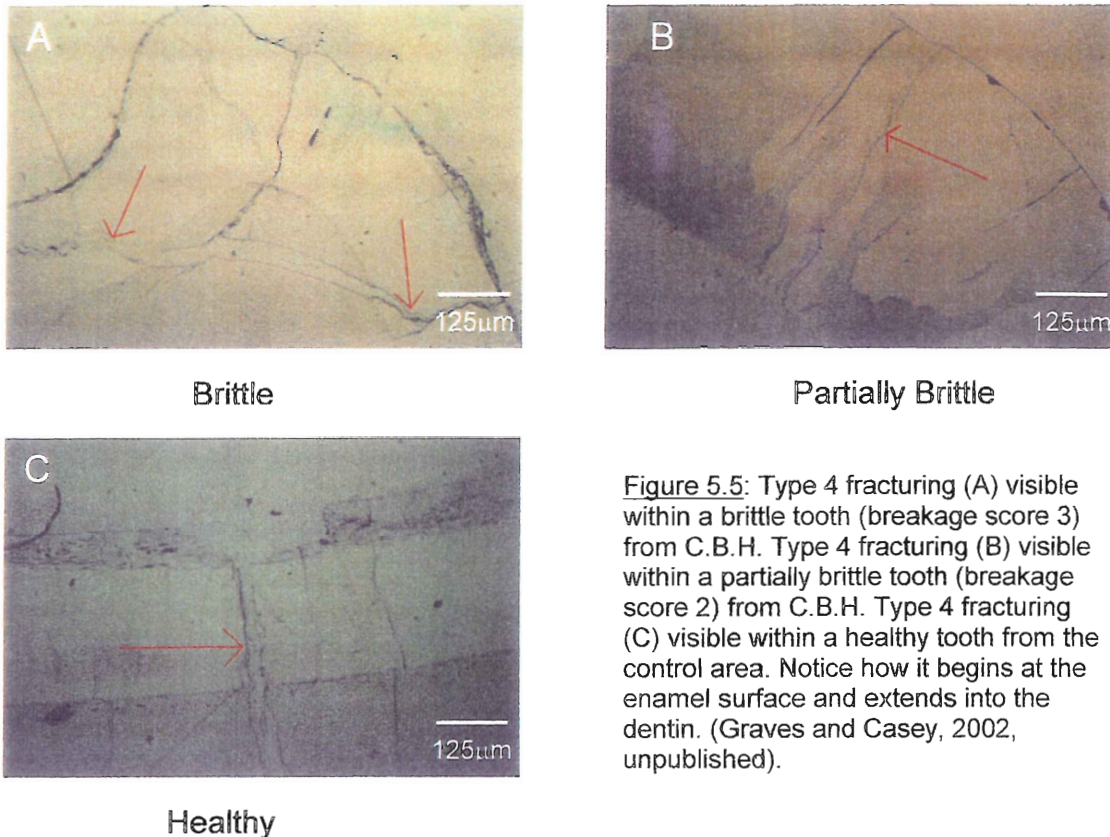 A
125μm
Brittle
B
125μm
Partially Brittle
C
125μm
Healthy
Figure 5.5: Type 4 fracturing (A) visible
within a brittle tooth (breakage score 3)
from C.B.H. Type 4 fracturing (B) visible
within a partially brittle tooth (breakage
score 2) from C.B.H. Type 4 fracturing
(C) visible within a healthy tooth from the
control area. Notice how it begins at the
enamel surface and extends into the
dentin. (Graves and Casey, 2002,
unpublished).